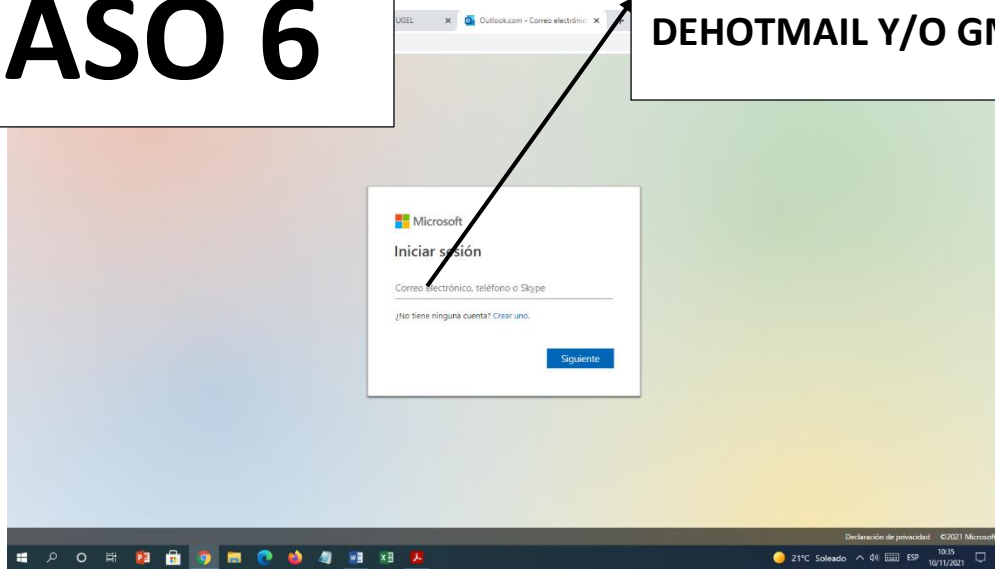 ASO 6
DEHOTMAIL Y/O GM
UGEL
Outlook.com - Correo electrónic
Microsoft
Iniciar sesión
Correo electrónico, teléfono o Skype
¿No tiene ninguna cuenta? Crear uno.
Siguiente
Declaración de privacidad ©2021 Microsoft
21°C Soleado ESP 10:35
10/11/2021